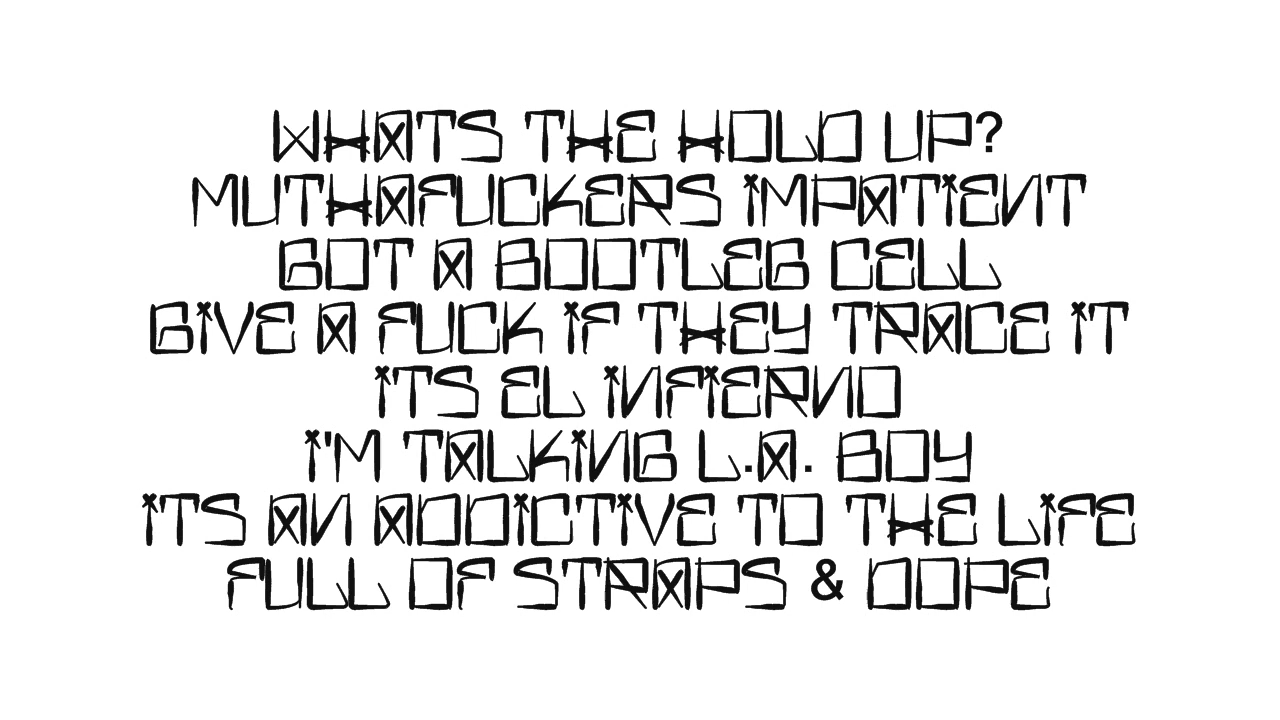 WHATS THE HOLD UP?
MUTHAFUCKERS IMPATIENT
GOT A BOOTLEG CELL
GIVE A FUCK IF THEY TRACE IT
ITS EL INFIERNO
I'M TALKING L.A. BOY
ITS AN ADDICTIVE TO THE LIFE
FULL OF STRAPS & DOPE